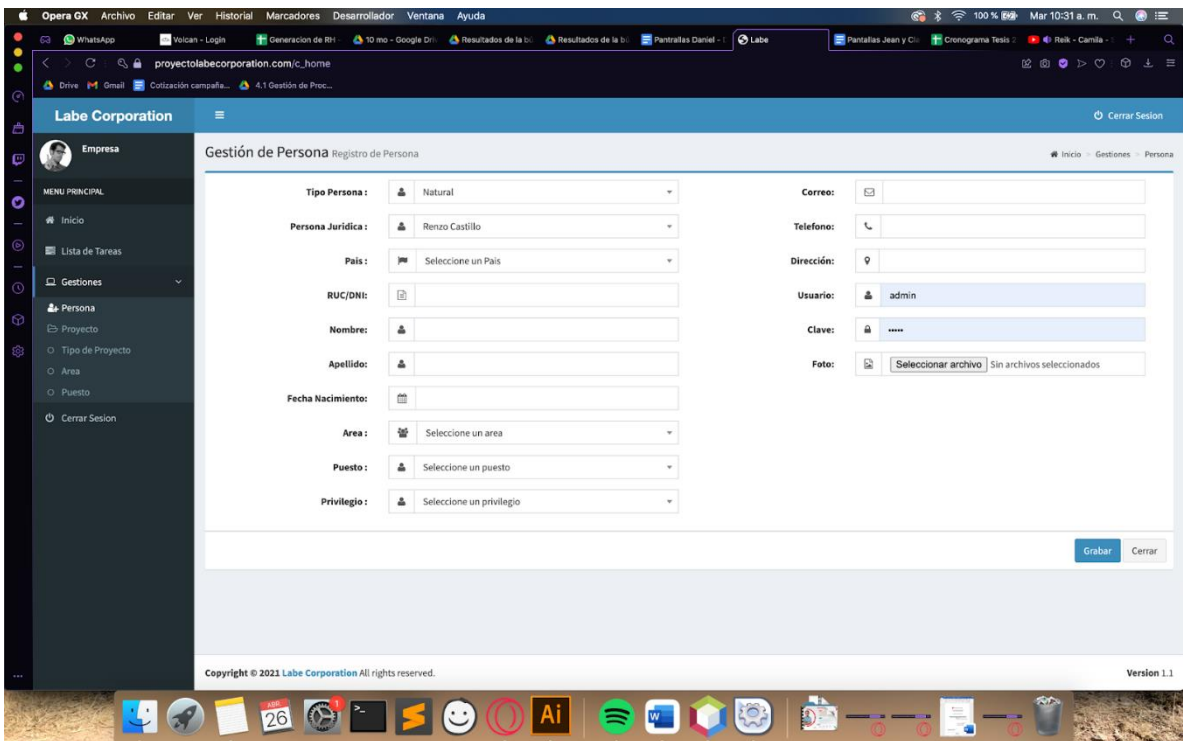 Opera GX Archivo Editar Ver Historial Marcadores Desarrollador Ventana Ayuda 100 % Mar 10:31 a. m.
WhatsApp Volcan - Login Generacion de RH - 10 mo - Google Dri Resultados de la b Resultados de la b Pantrallas Daniel - Labe Pantallas Jean y Cla Cronograma Tesis 2 Reik - Camila -
proyectolabecorporation.com/c_home
Drive Gmail Cotización campaña... 4.1 Gestión de Proc...
Labe Corporation Cerrar Sesion
Empresa
Gestión de Persona Registro de Persona
Inicio > Gestiones > Persona
MENU PRINCIPAL
Inicio
Lista de Tareas
Gestiones
Persona
Proyecto
Tipo de Proyecto
Area
Puesto
Cerrar Sesion
Tipo Persona : Natural
Persona Juridica : Renzo Castillo
Pais : Seleccione un Pais
RUC/DNI:
Nombre:
Apellido:
Fecha Nacimiento:
Area : Seleccione un area
Puesto : Seleccione un puesto
Privilegio : Seleccione un privilegio
Correo:
Telefono:
Dirección:
Usuario: admin
Clave: •••••
Foto: Seleccionar archivo Sin archivos seleccionados
Grabar Cerrar
Copyright © 2021 Labe Corporation All rights reserved.
Version 1.1
ABR.
26
1
Ai
W